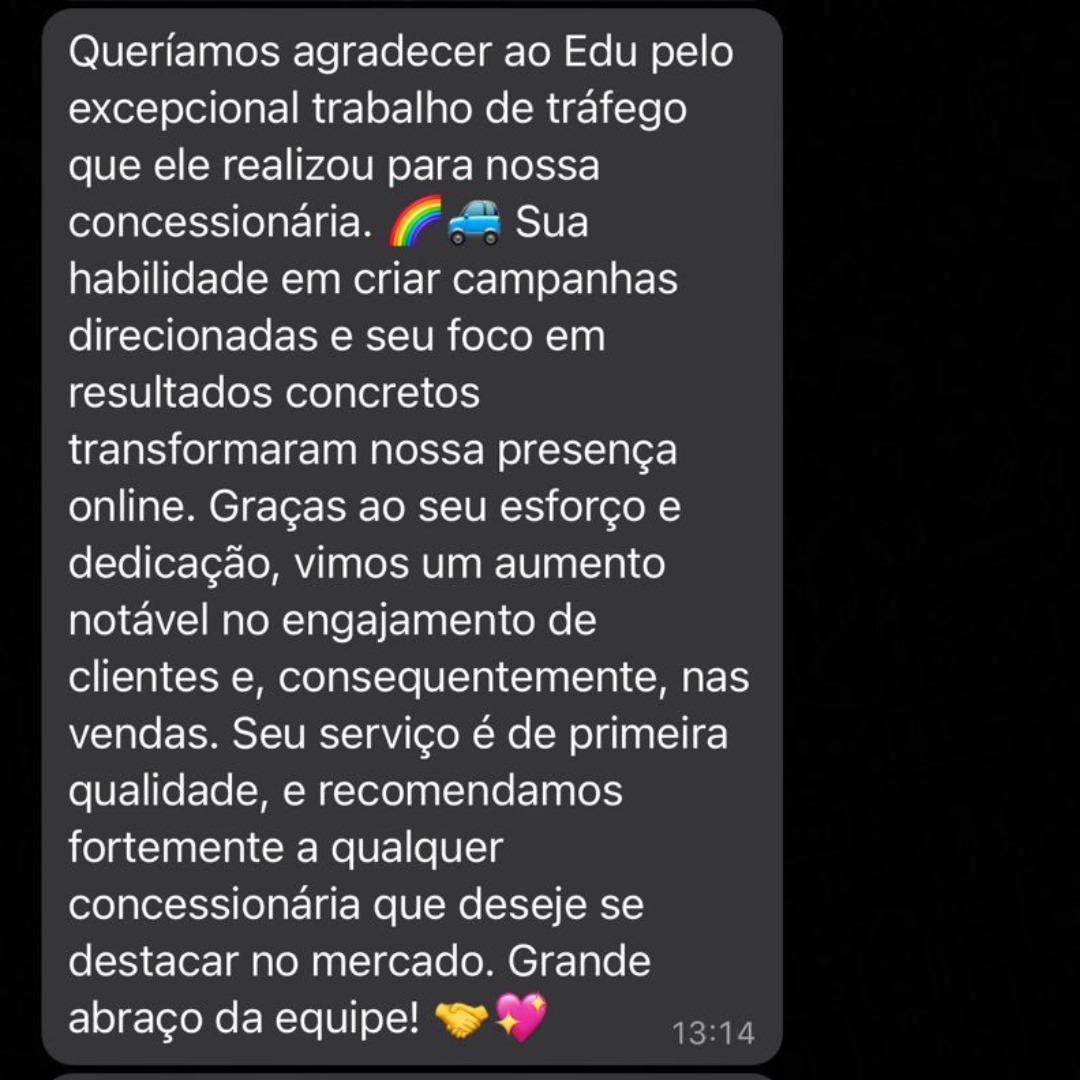 Queríamos agradecer ao Edu pelo
excepcional trabalho de tráfego
que ele realizou para nossa
concessionária. 🌈🚙 Sua
habilidade em criar campanhas
direcionadas e seu foco em
resultados concretos
transformaram nossa presença
online. Graças ao seu esforço e
dedicação, vimos um aumento
notável no engajamento de
clientes e, consequentemente, nas
vendas. Seu serviço é de primeira
qualidade, e recomendamos
fortemente a qualquer
concessionária que deseje se
destacar no mercado. Grande
abraço da equipe! 🤝💖
13:14